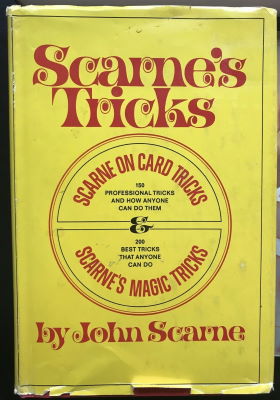 Scarne's
Tricks
SCARNE ON CARD TRICKS
150
PROFESSIONAL TRICKS
AND HOW ANYONE
CAN DO THEM
&
200
BEST TRICKS
THAT ANYONE
CAN DO
SCARNE'S MAGIC TRICKS
by John Scarne